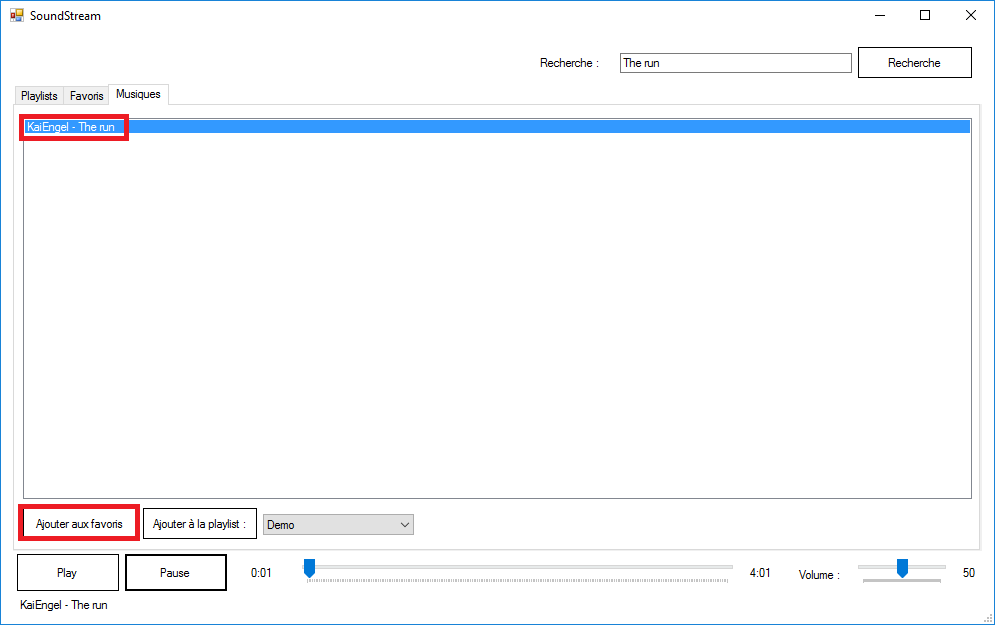 SoundStream
Recherche : The run Recherche
Playlists Favoris Musiques
KaiEngel - The run
Ajouter aux favoris Ajouter à la playlist : Demo
Play Pause 0:01 4:01 Volume : 50
KaiEngel - The run